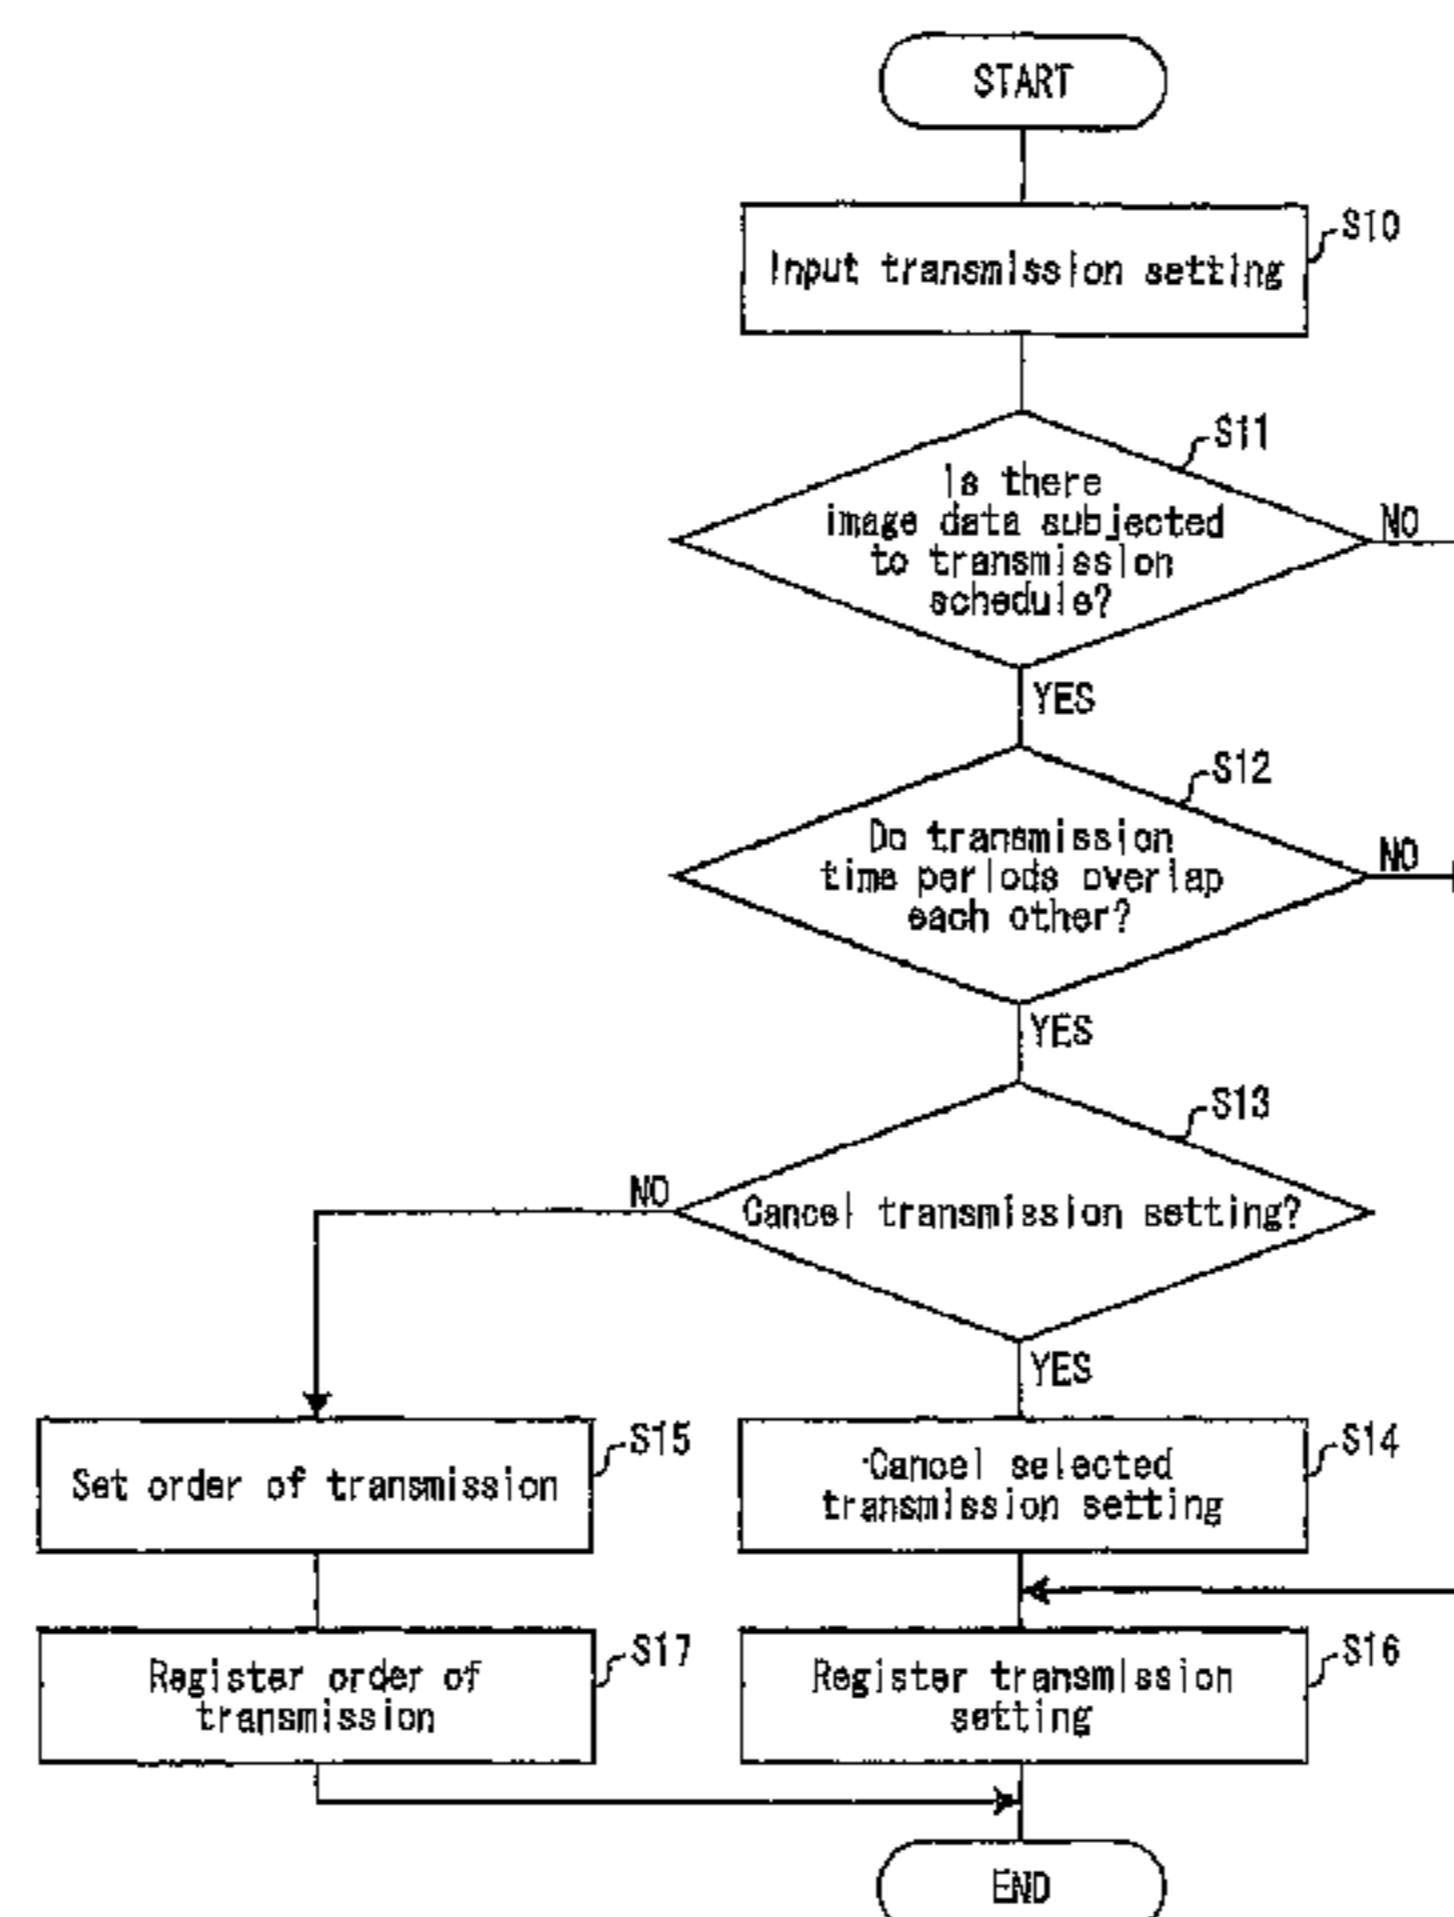 START
S10
Input transmission setting
S11
Is there
image data subjected
to transmission
schedule?
NO
YES
S12
Do transmission
time periods overlap
each other?
NO
YES
S13
NO
Cancel transmission setting?
YES
S15
Set order of transmission
S14
Cancel selected
transmission setting
S17
Register order of
transmission
S16
Register transmission
setting
END